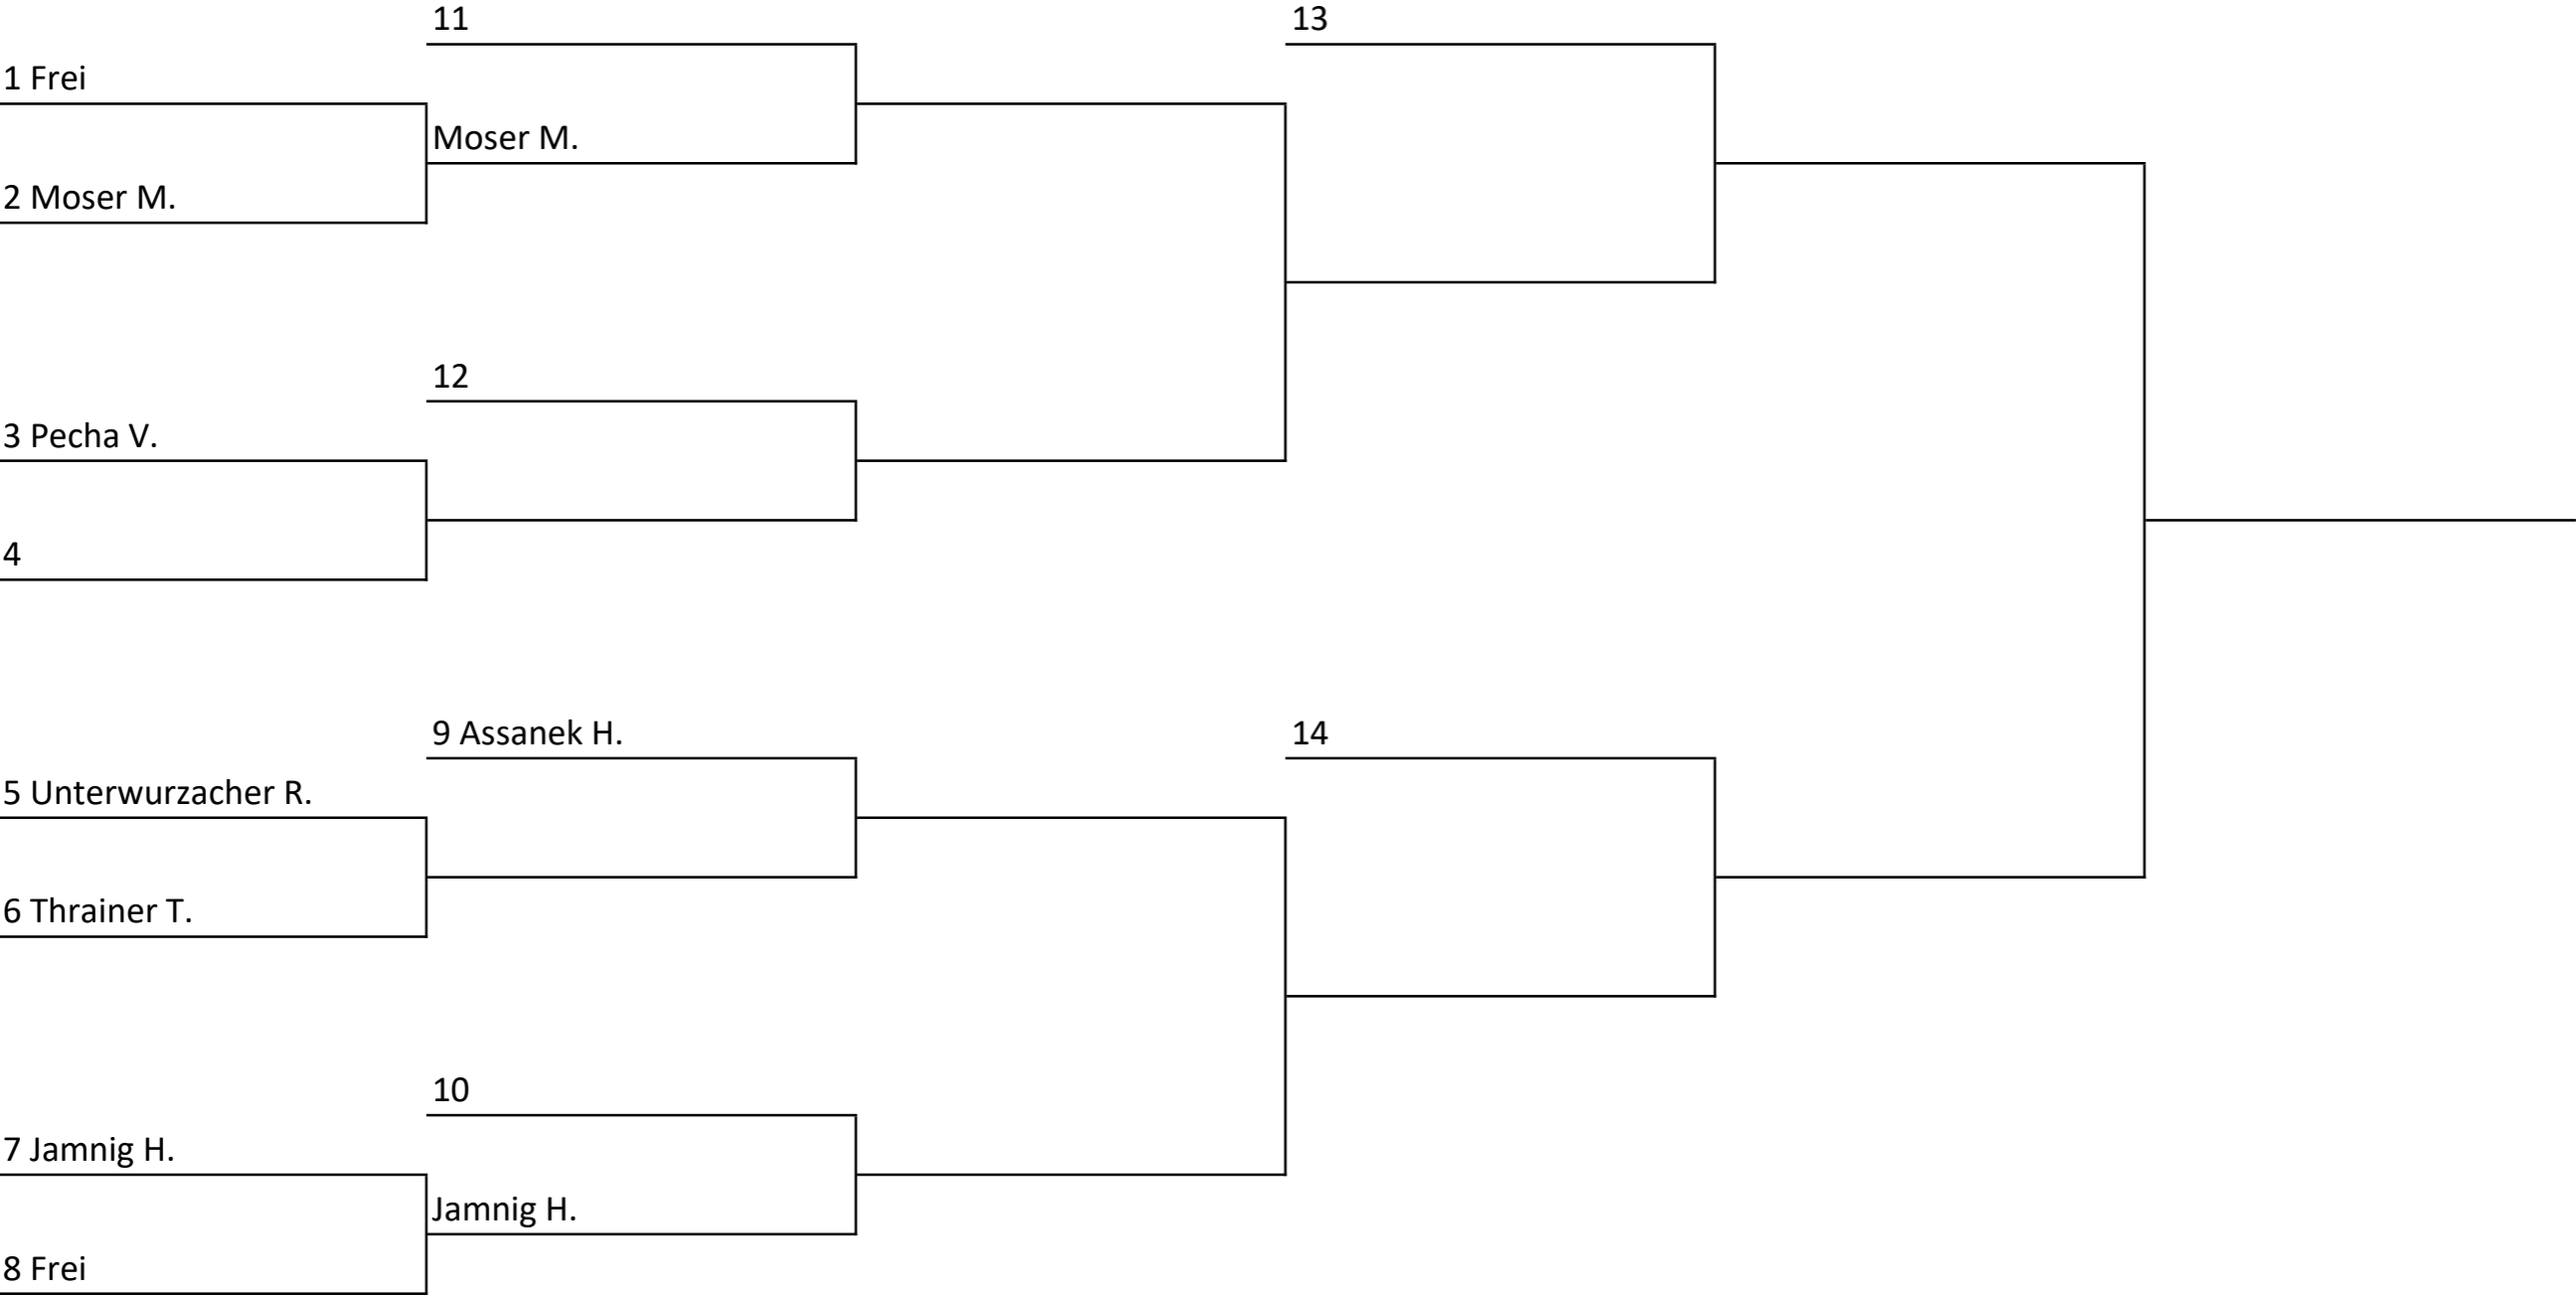 11
13
1 Frei
Moser M.
2 Moser M.
12
3 Pecha V.
4
9 Assanek H.
14
5 Unterwurzacher R.
6 Thrainer T.
10
7 Jamnig H.
Jamnig H.
8 Frei